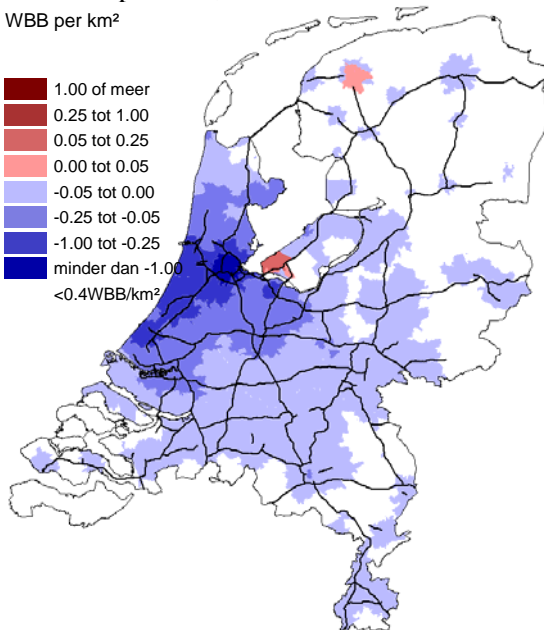 WBB per km²
1.00 of meer
0.25 tot 1.00
0.05 tot 0.25
0.00 tot 0.05
-0.05 tot 0.00
-0.25 tot -0.05
-1.00 tot -0.25
minder dan -1.00
<0.4WBB/km²